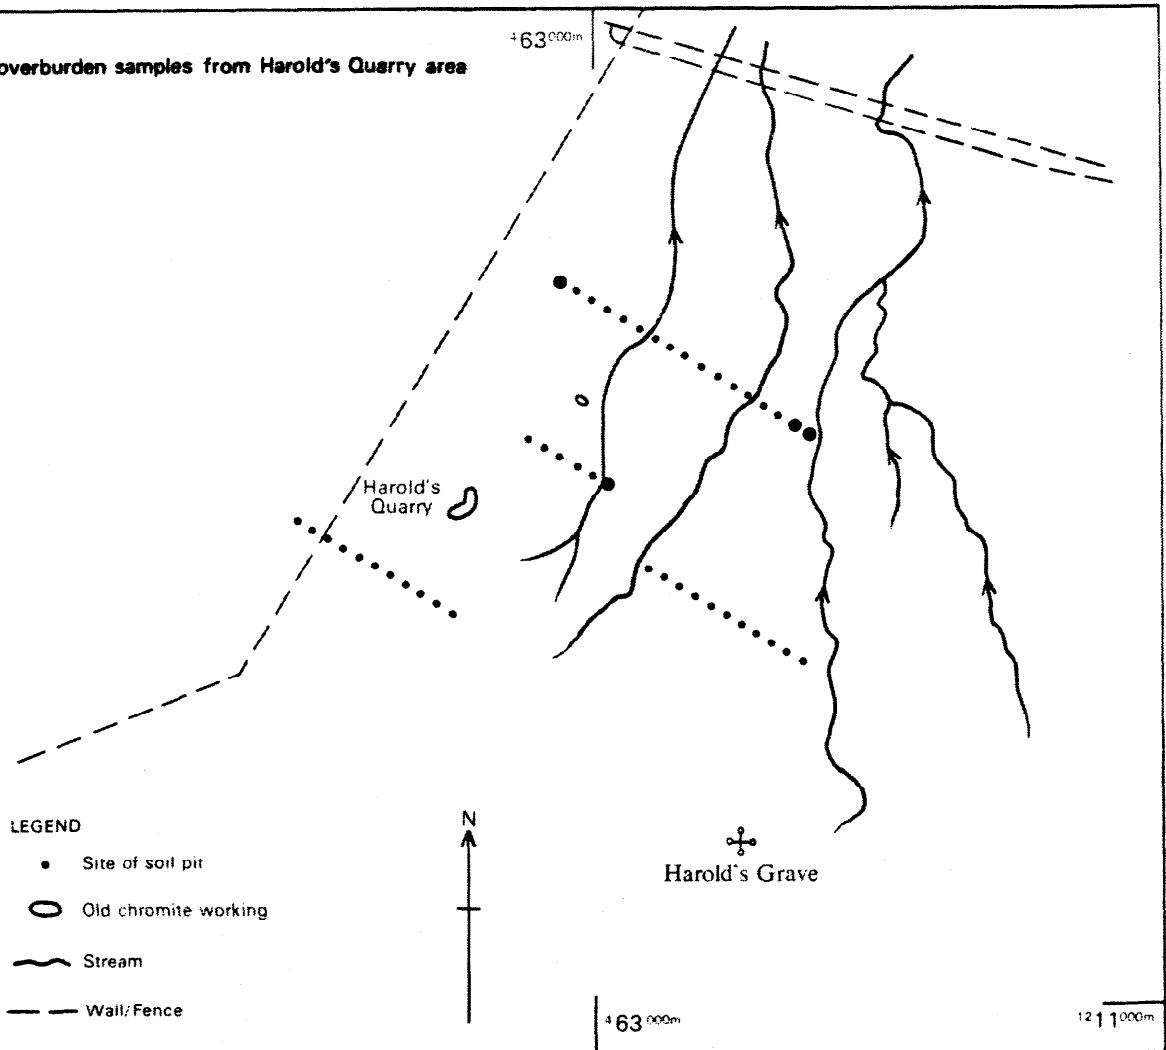 ⁴63⁰⁰⁰ᵐ
overburden samples from Harold's Quarry area
Harold's
Quarry
LEGEND
Site of soil pit
Old chromite working
Stream
Wall/Fence
N
Harold's Grave
⁴63⁰⁰⁰ᵐ
¹²11⁰⁰⁰ᵐ